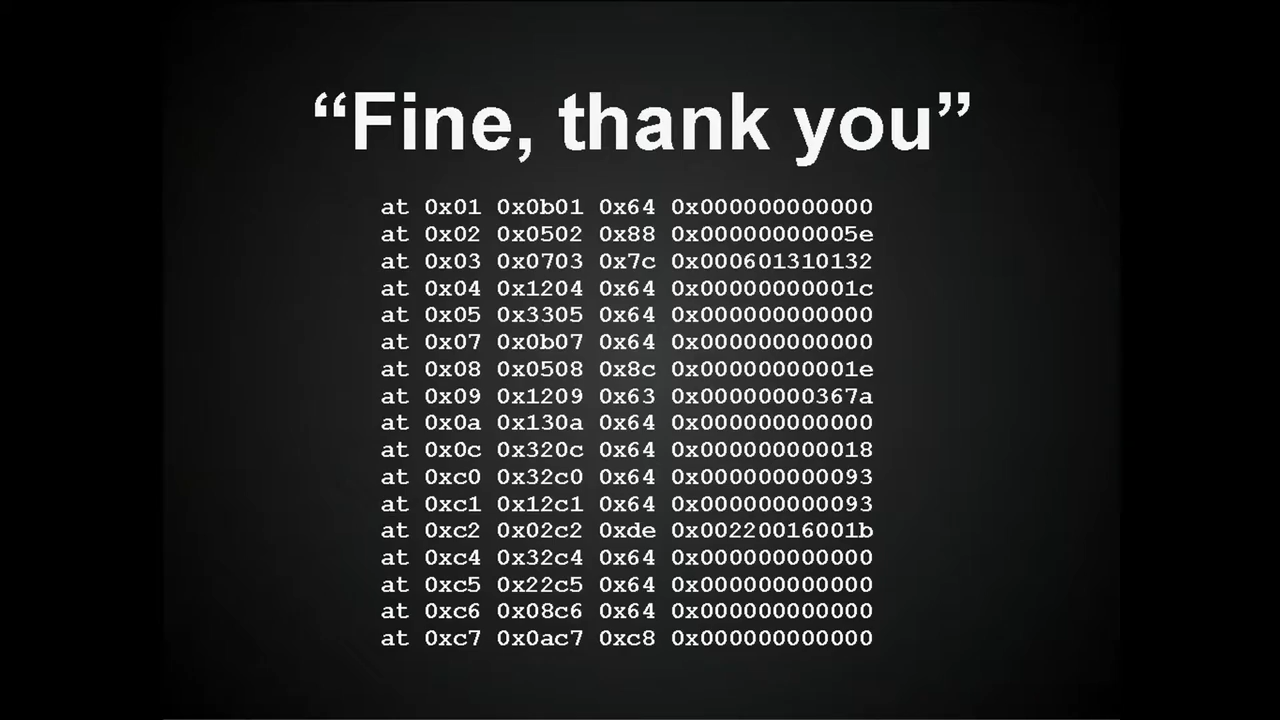 “Fine, thank you”
at 0x01 0x0b01 0x64 0x000000000000
at 0x02 0x0502 0x88 0x00000000005e
at 0x03 0x0703 0x7c 0x000601310132
at 0x04 0x1204 0x64 0x00000000001c
at 0x05 0x3305 0x64 0x000000000000
at 0x07 0x0b07 0x64 0x000000000000
at 0x08 0x0508 0x8c 0x00000000001e
at 0x09 0x1209 0x63 0x00000000367a
at 0x0a 0x130a 0x64 0x000000000000
at 0x0c 0x320c 0x64 0x000000000018
at 0xc0 0x32c0 0x64 0x000000000093
at 0xc1 0x12c1 0x64 0x000000000093
at 0xc2 0x02c2 0xde 0x00220016001b
at 0xc4 0x32c4 0x64 0x000000000000
at 0xc5 0x22c5 0x64 0x000000000000
at 0xc6 0x08c6 0x64 0x000000000000
at 0xc7 0x0ac7 0xc8 0x000000000000